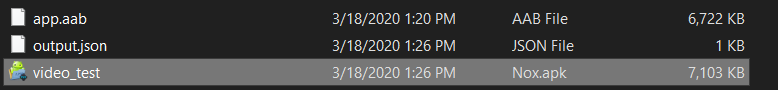 app.aab 3/18/2020 1:20 PM AAB File 6,722 KB
output.json 3/18/2020 1:26 PM JSON File 1 KB
video_test 3/18/2020 1:26 PM Nox.apk 7,103 KB